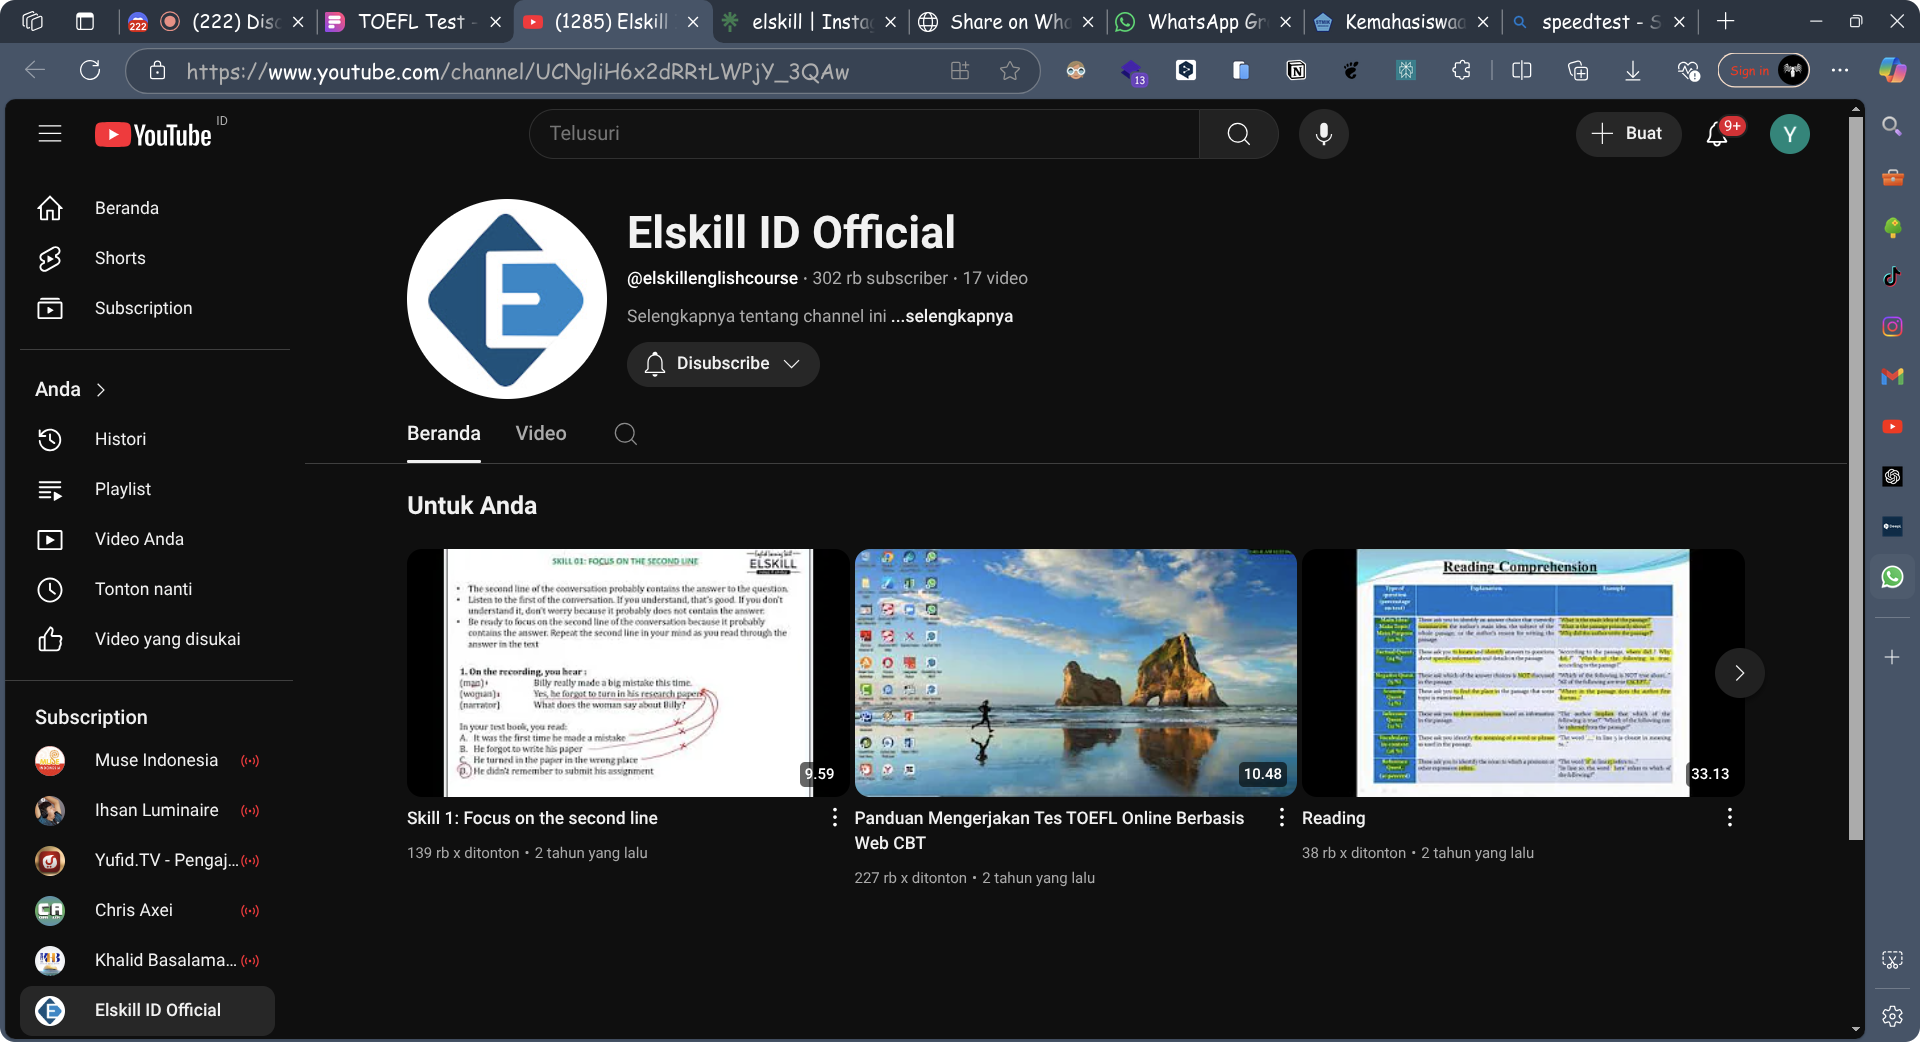 (222) Disc
TOEFL Test -
(1285) Elskill
elskill | Insta
Share on Wha
WhatsApp Gr
Kemahasiswaa
speedtest - S
222
https://www.youtube.com/channel/UCNgliH6x2dRRtLWPjY_3QAw
13
Sign in
YouTube ID
Telusuri
Buat
9+
Y
Beranda
Shorts
Subscription
Anda
Histori
Playlist
Video Anda
Tonton nanti
Video yang disukai
Subscription
Muse Indonesia
Ihsan Luminaire
Yufid.TV - Pengaj...
Chris Axei
Khalid Basalama...
Elskill ID Official
Elskill ID Official
@elskillenglishcourse · 302 rb subscriber · 17 video
Selengkapnya tentang channel ini ...selengkapnya
Disubscribe
Beranda
Video
Untuk Anda
SKILL 01: FOCUS ON THE SECOND LINE
ELSKILL
• The second line of the conversation probably contains the answer to the question.
• Listen to the first of the conversation. If you understand, that's good. If you don't
understand it, don't worry because it probably does not contain the answer.
• Be ready to focus on the second line of the conversation because it probably
contains the answer. Repeat the second line in your mind as you read through the
answer in the text
1. On the recording, you hear :
(man) : Billy really made a big mistake this time.
(woman) : Yes, he forgot to turn in his research paper.
(narrator) What does the woman say about Billy?
In your test book, you read:
A. It was the first time he made a mistake
B. He forgot to write his paper
C. He turned in the paper in the wrong place
D. He didn't remember to submit his assignment
9.59
10.48
Reading Comprehension
Type of question (percentage on test)
Explanation
Example
33.13
Skill 1: Focus on the second line
139 rb x ditonton • 2 tahun yang lalu
Panduan Mengerjakan Tes TOEFL Online Berbasis
Web CBT
227 rb x ditonton • 2 tahun yang lalu
Reading
38 rb x ditonton • 2 tahun yang lalu